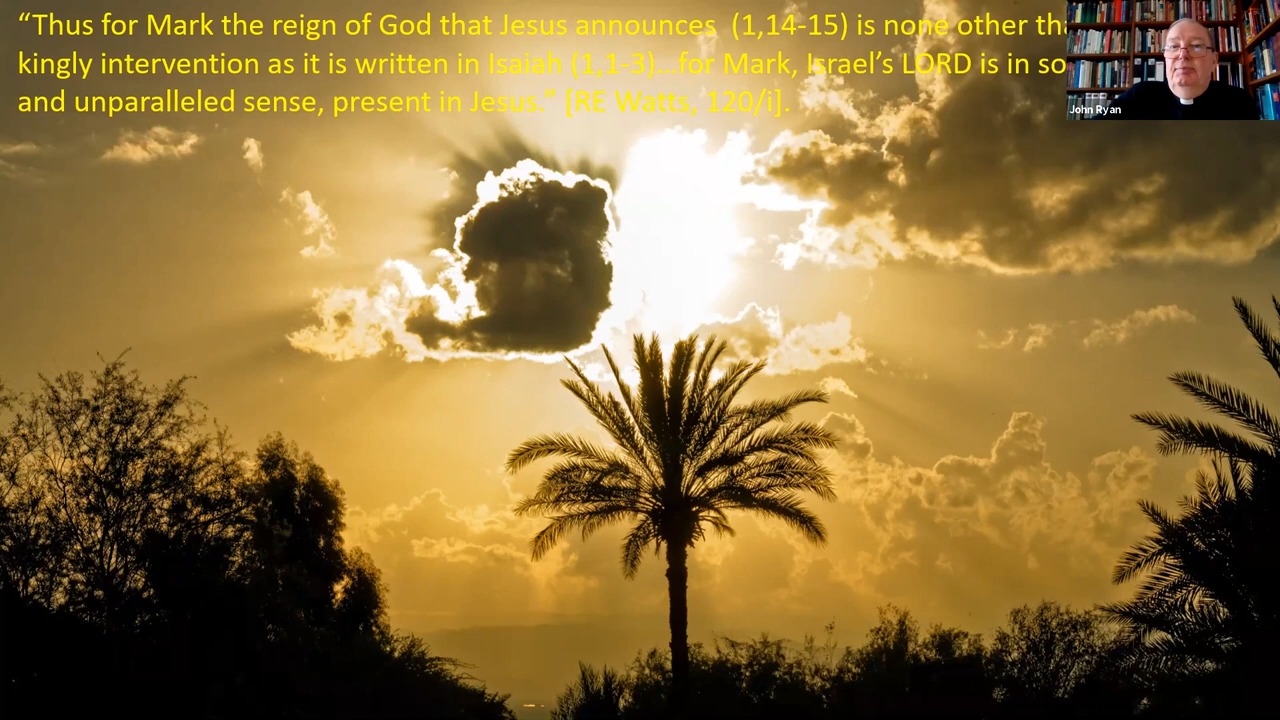 “Thus for Mark the reign of God that Jesus announces  (1,14-15) is none other
kingly intervention as it is written in Isaiah (1,1-3)...for Mark, Israel’s LORD is in
and unparalleled sense, present in Jesus.” [RE Watts, 120/i].
John Ryan